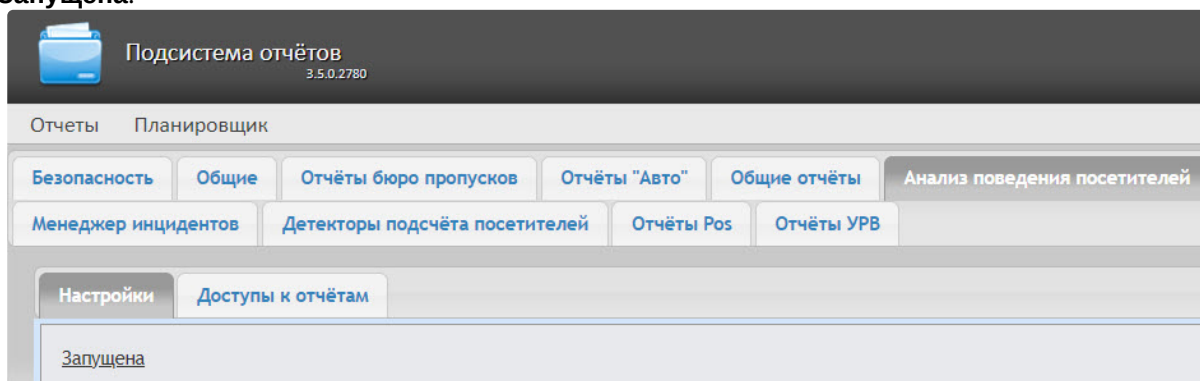 Запущена.
Подсистема отчётов
3.5.0.2780
Отчеты Планировщик
Безопасность Общие Отчёты бюро пропусков Отчёты "Авто" Общие отчёты Анализ поведения посетителей
Менеджер инцидентов Детекторы подсчёта посетителей Отчёты Pos Отчёты УРВ
Настройки Доступы к отчётам
Запущена